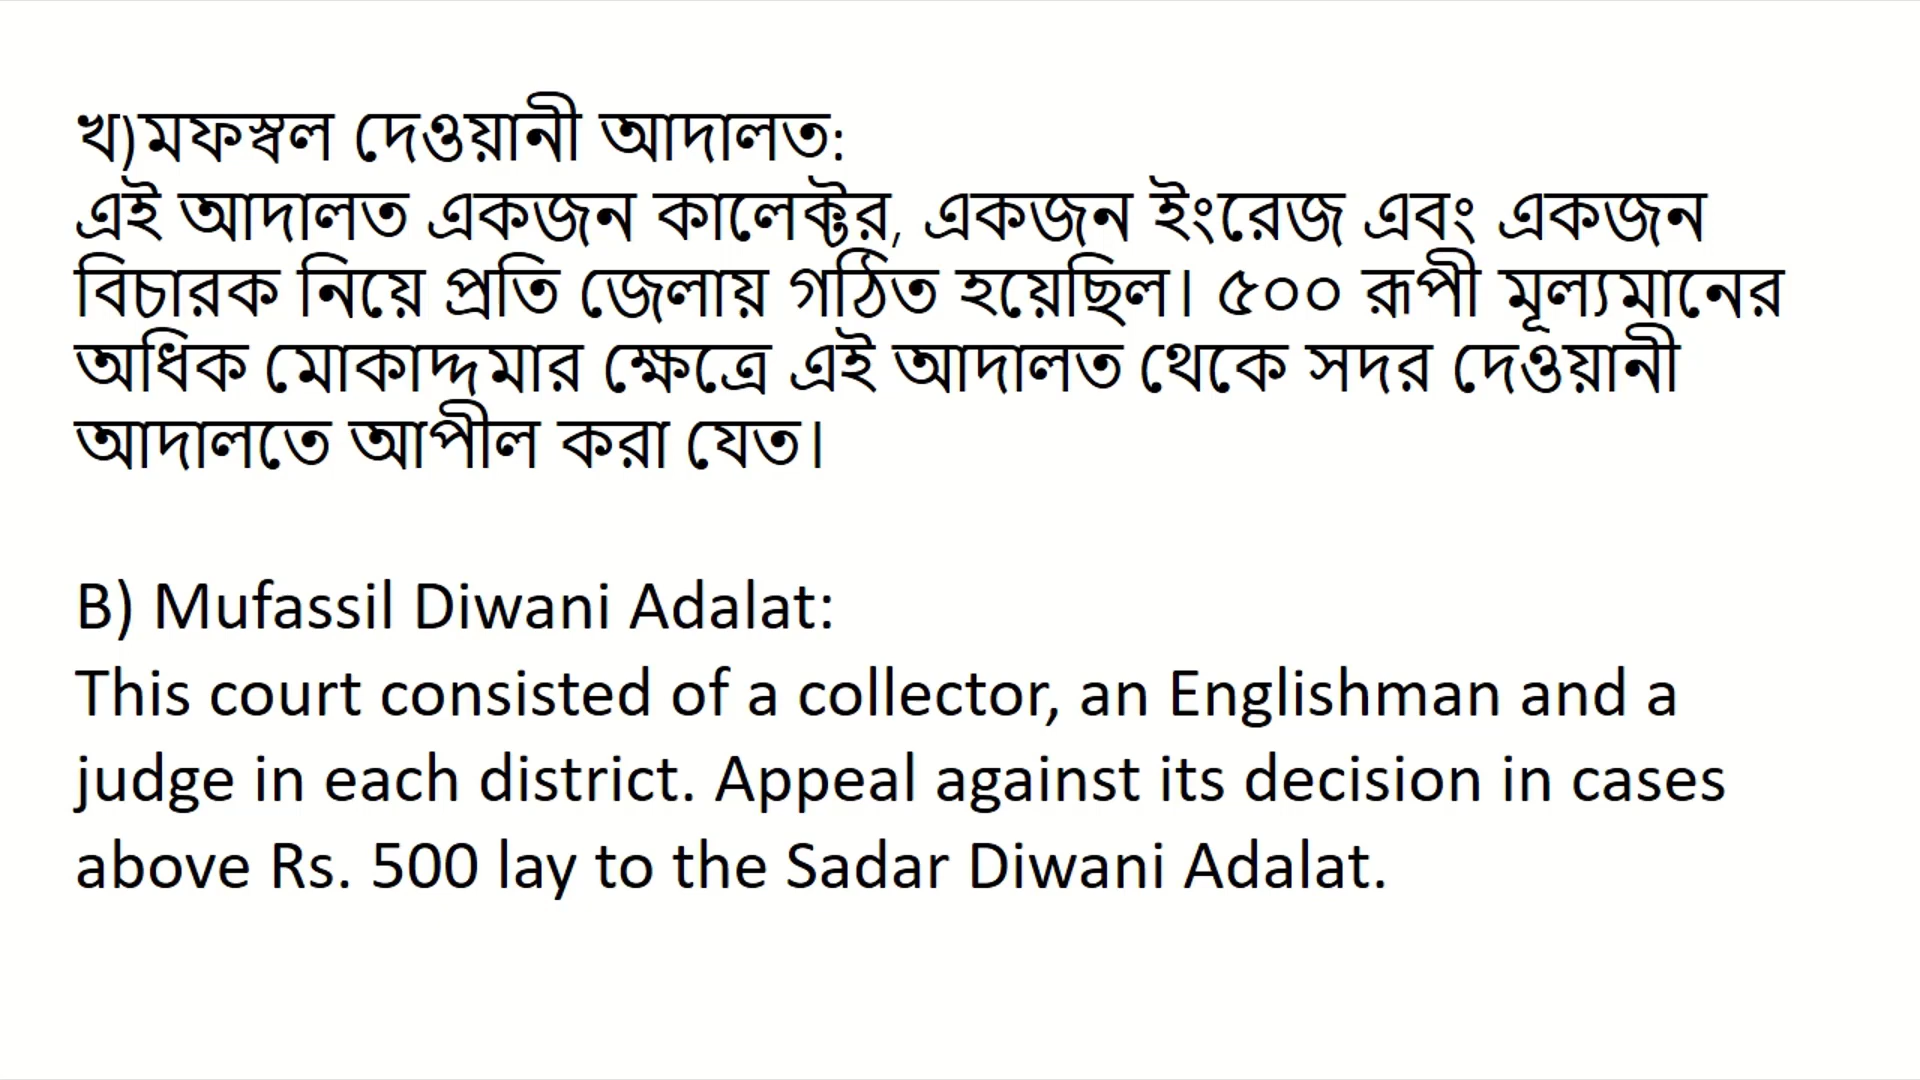 খ)মফস্বল দেওয়ানী আদালত:
এই আদালত একজন কালেক্টর, একজন ইংরেজ এবং একজন
বিচারক নিয়ে প্রতি জেলায় গঠিত হয়েছিল। ৫০০ রূপী মূল্যমানের
অধিক মোকাদ্দমার ক্ষেত্রে এই আদালত থেকে সদর দেওয়ানী
আদালতে আপীল করা যেত।
B) Mufassil Diwani Adalat:
This court consisted of a collector, an Englishman and a
judge in each district. Appeal against its decision in cases
above Rs. 500 lay to the Sadar Diwani Adalat.